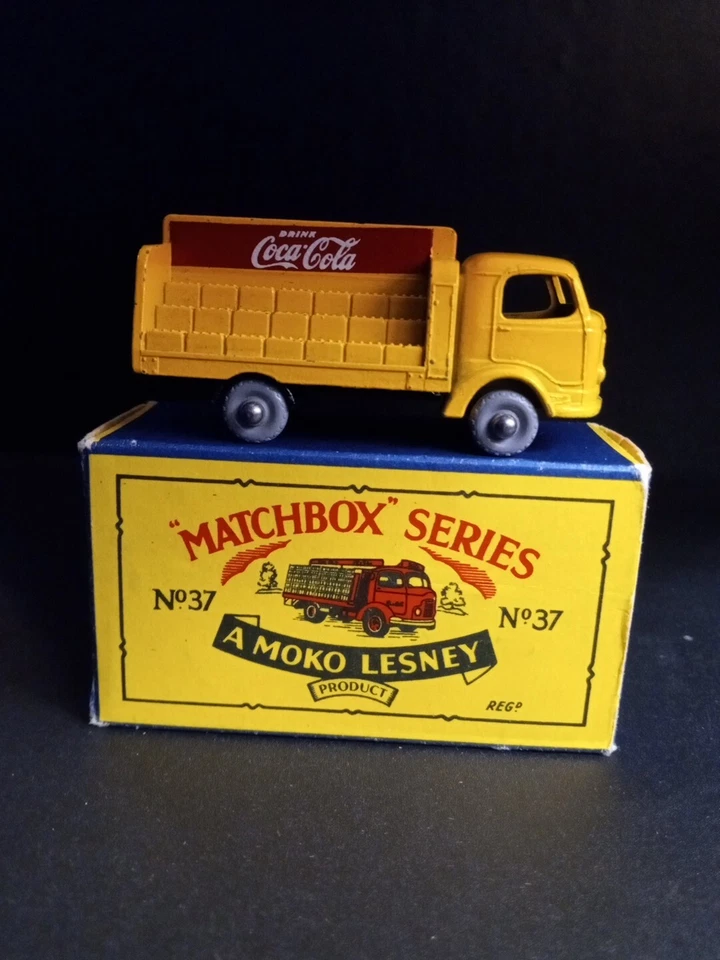 DRINK
Coca-Cola
"MATCHBOX" SERIES
Nº37
Nº37
A MOKO LESNEY
PRODUCT
REGD